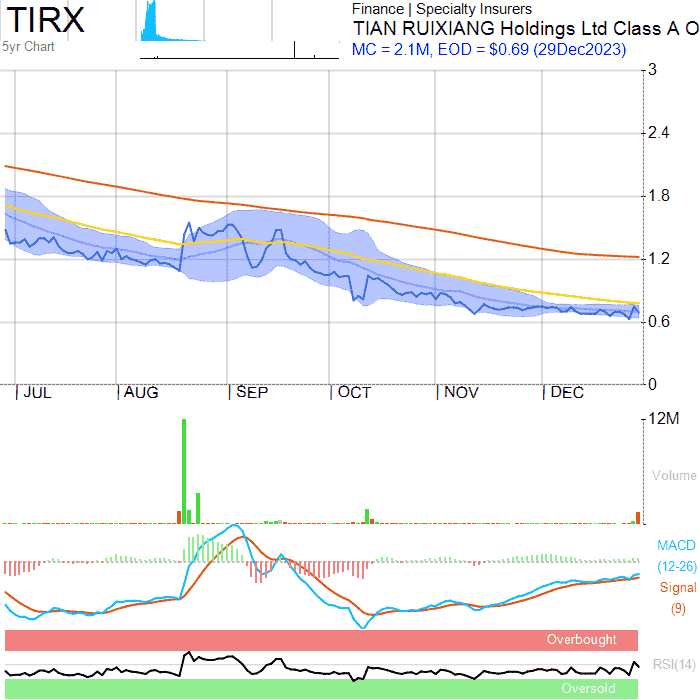 TIRX
5yr Chart
Finance | Specialty Insurers
TIAN RUIXIANG Holdings Ltd Class A O
MC = 2.1M, EOD = $0.69 (29Dec2023)
3
2.4
1.8
1.2
0.6
0
JUL AUG SEP OCT NOV DEC
12M
Volume
MACD
(12-26)
Signal
(9)
Overbought
RSI(14)
Oversold